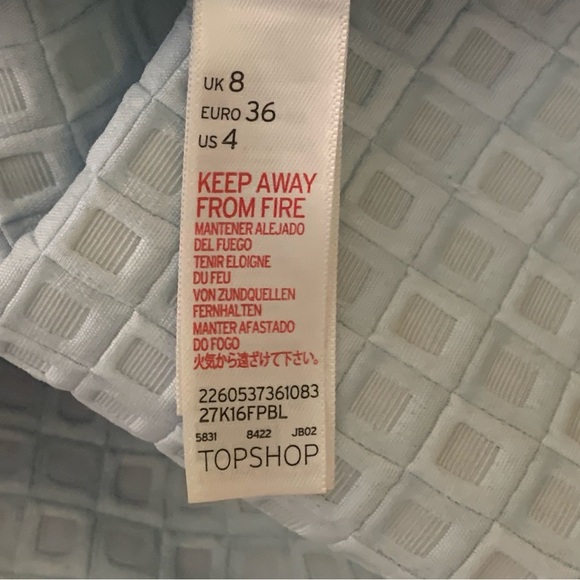 UK 8
EURO 36
US 4
KEEP AWAY
FROM FIRE
MANTENER ALEJADO
DEL FUEGO
TENIR ELOIGNE
DU FEU
VON ZUNDQUELLEN
FERNHALTEN
MANTER AFASTADO
DO FOGO
火気から遠ざけて下さい。
2260537361083
27K16FPBL
5831 8422 JB02
TOPSHOP